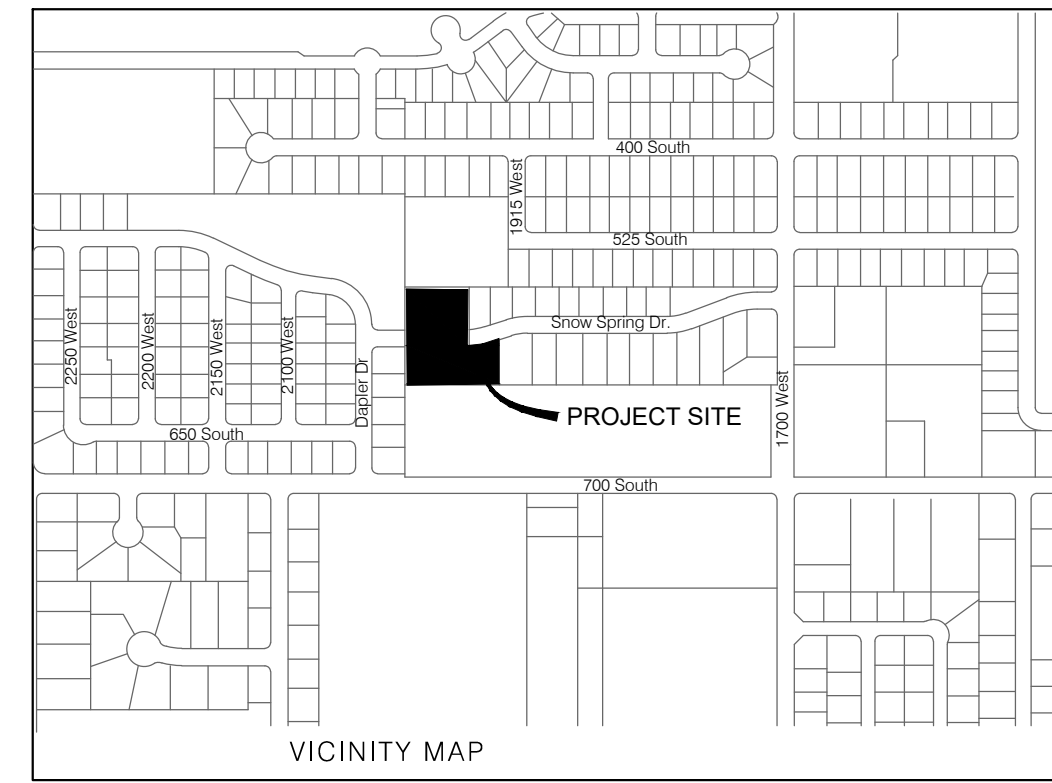 400 South
1915 West
525 South
Snow Spring Dr.
2250 West
2200 West
2150 West
2100 West
Dapler Dr
PROJECT SITE
1700 West
650 South
700 South
VICINITY MAP